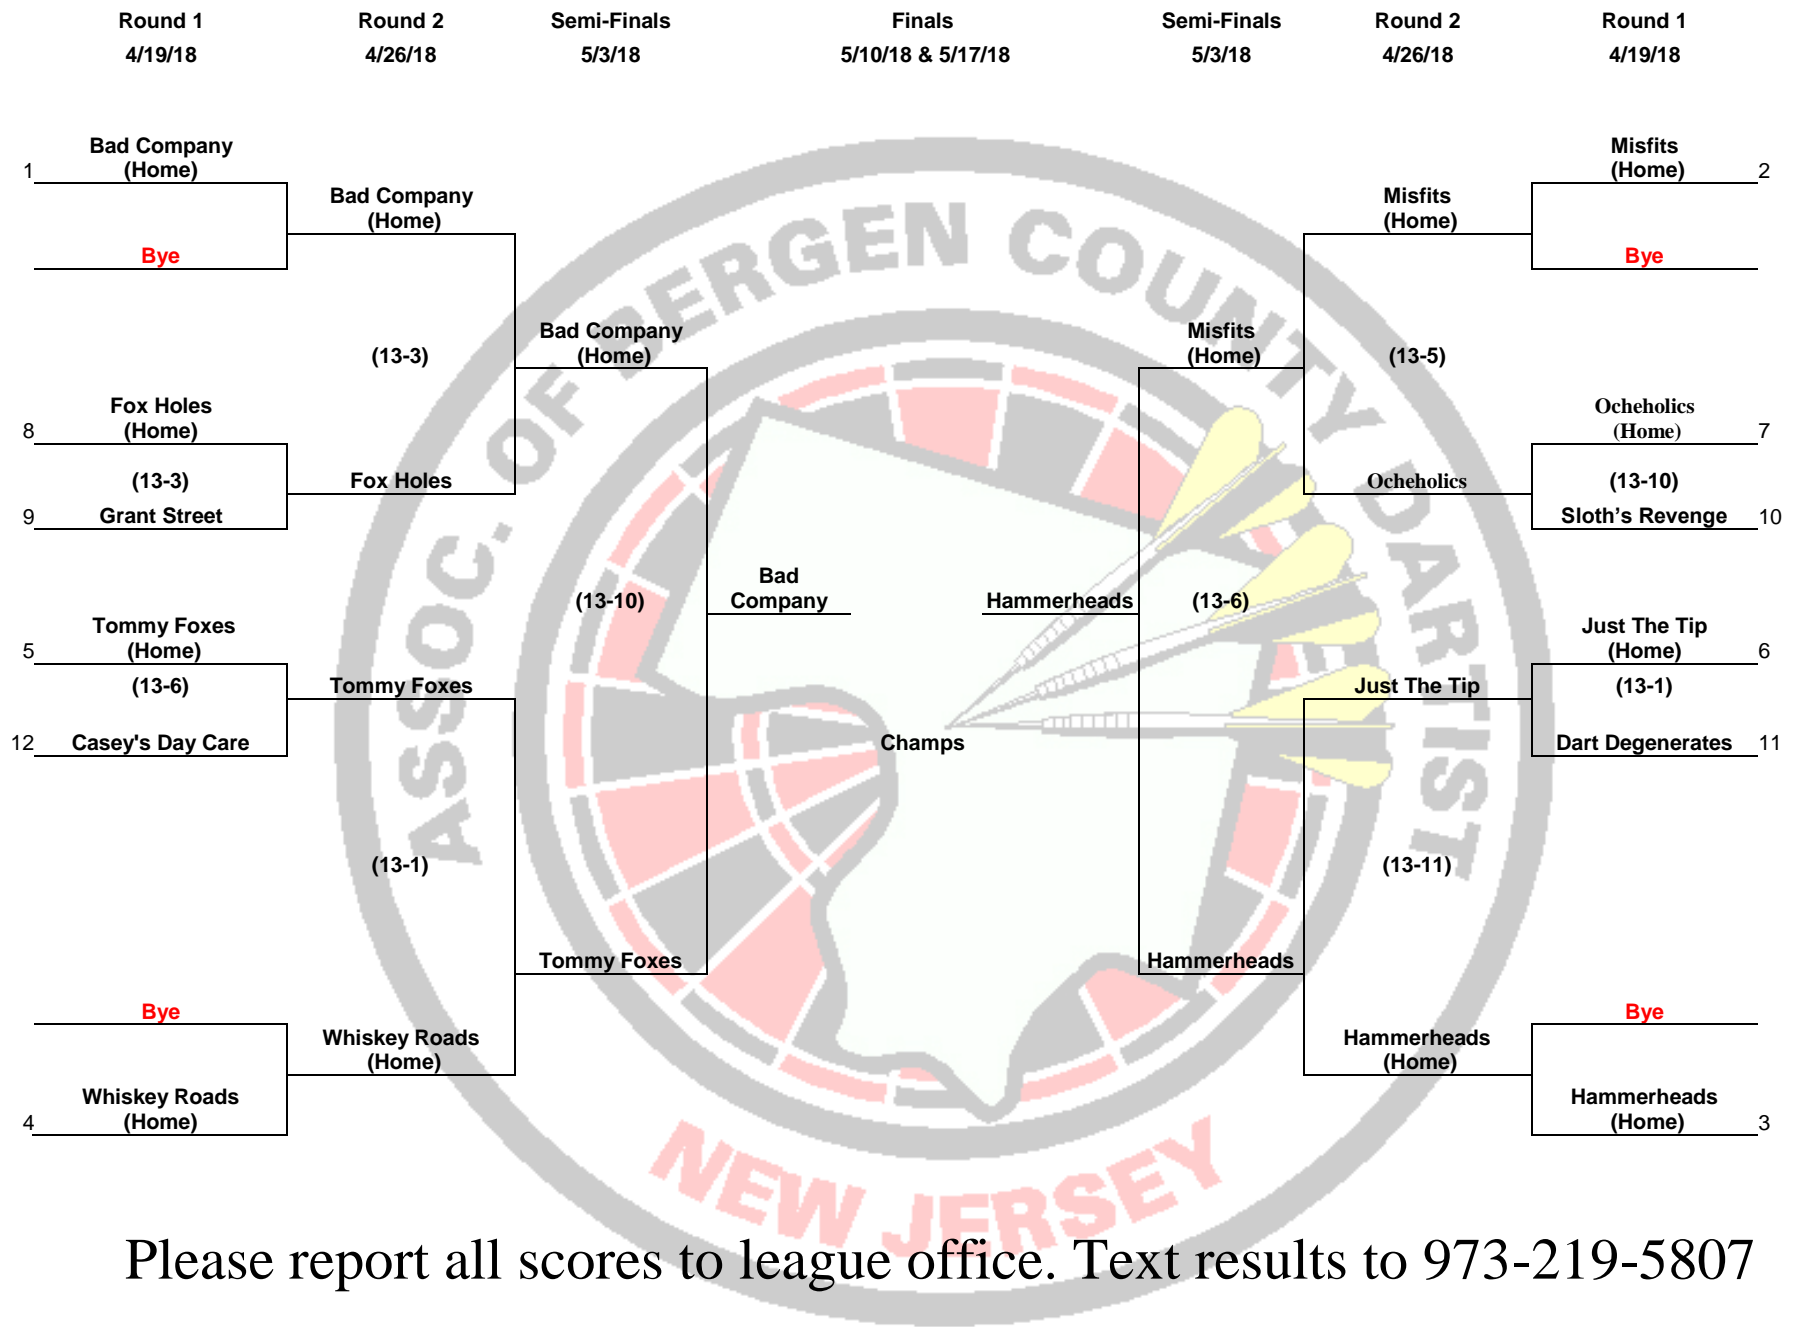 Round 1
Round 2
Semi-Finals
Finals
Semi-Finals
Round 2
Round 1
4/19/18
4/26/18
5/3/18
5/10/18 & 5/17/18
5/3/18
4/26/18
4/19/18
ASSOC. OF BERGEN COUNTY DARTIST
NEW JERSEY
1
Bad Company
(Home)
Bye
Bad Company
(Home)
(13-3)
8
Fox Holes
(Home)
(13-3)
9
Grant Street
Fox Holes
Bad Company
(Home)
5
Tommy Foxes
(Home)
(13-6)
12
Casey's Day Care
Tommy Foxes
(13-1)
Bye
4
Whiskey Roads
(Home)
Whiskey Roads
(Home)
Tommy Foxes
(13-10)
Bad
Company
Champs
Hammerheads
(13-6)
Misfits
(Home)
Hammerheads
Misfits
(Home)
(13-5)
Ocheholics
Just The Tip
(13-11)
Hammerheads
(Home)
Misfits
(Home)
2
Bye
Ocheholics
(Home)
7
(13-10)
Sloth’s Revenge
10
Just The Tip
(Home)
6
(13-1)
Dart Degenerates
11
Bye
Hammerheads
(Home)
3
Please report all scores to league office. Text results to 973-219-5807